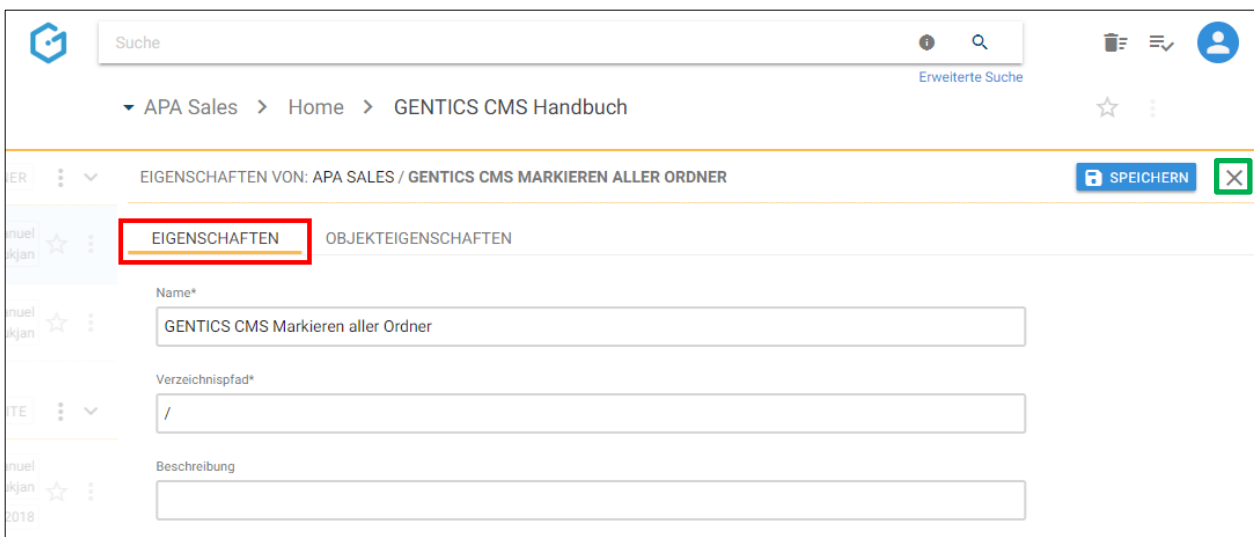 Suche
Erweiterte Suche
APA Sales > Home > GENTICS CMS Handbuch
EIGENSCHAFTEN VON: APA SALES / GENTICS CMS MARKIEREN ALLER ORDNER
SPEICHERN
EIGENSCHAFTEN OBJEKTEIGENSCHAFTEN
Name*
GENTICS CMS Markieren aller Ordner
Verzeichnispfad*
/
Beschreibung
2018